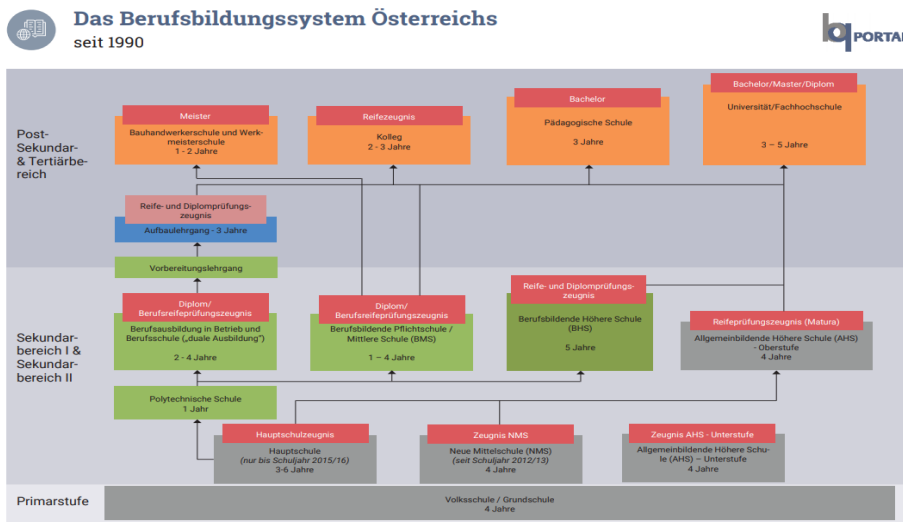 Das Berufsbildungssystem Österreichs
seit 1990
bq PORTAL
Post-
Sekundar-
& Tertiärbe-
reich
Meister
Bauhandwerkerschule und Werk-
meisterschule
1 - 2 Jahre
Reifezeugnis
Kolleg
2 - 3 Jahre
Bachelor
Pädagogische Schule
3 Jahre
Bachelor/Master/Diplom
Universität/Fachhochschule
3 – 5 Jahre
Reife- und Diplomprüfungs-
zeugnis
Aufbaulehrgang - 3 Jahre
Vorbereitungslehrgang
Sekundar-
bereich I &
Sekundar-
bereich II
Diplom/
Berufsreifeprüfungszeugnis
Berufsausbildung in Betrieb und
Berufsschule („duale Ausbildung")
2 - 4 Jahre
Diplom/
Berufsreifeprüfungszeugnis
Berufsbildende Pflichtschule /
Mittlere Schule (BMS)
1 – 4 Jahre
Reife- und Diplomprüfungs-
zeugnis
Berufsbildende Höhere Schule
(BHS)
5 Jahre
Reifeprüfungszeugnis (Matura)
Allgemeinbildende Höhere Schule (AHS)
- Oberstufe
4 Jahre
Polytechnische Schule
1 Jahr
Hauptschulzeugnis
Hauptschule
(nur bis Schuljahr 2015/16)
3-6 Jahre
Zeugnis NMS
Neue Mittelschule (NMS)
(seit Schuljahr 2012/13)
4 Jahre
Zeugnis AHS - Unterstufe
Allgemeinbildende Höhere Schu-
le (AHS) – Unterstufe
4 Jahre
Primarstufe
Volksschule / Grundschule
4 Jahre